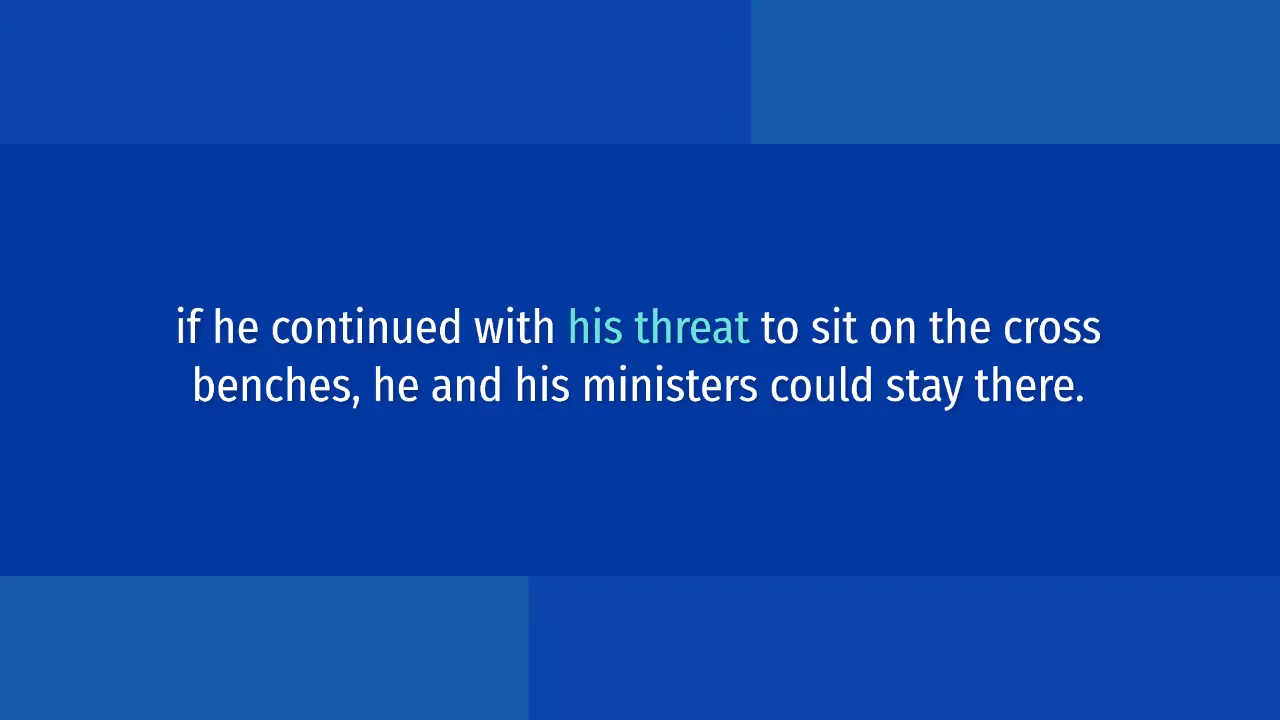 if he continued with his threat to sit on the cross
benches, he and his ministers could stay there.